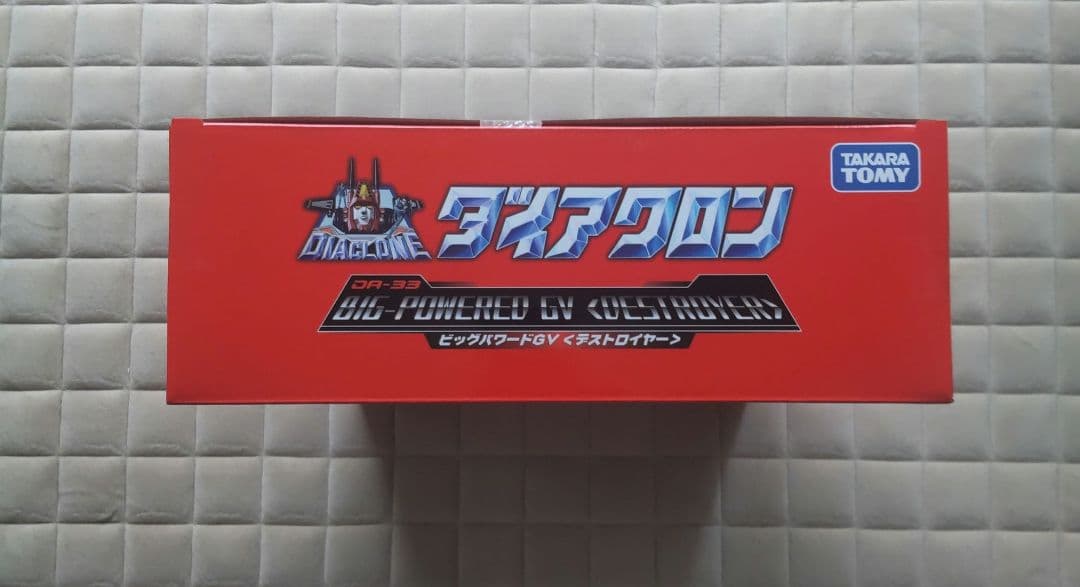 TAKARA
TOMY
DIACLONE
ダイアクロン
DA-33
BIG-POWERED GV <DESTROYER>
ビッグパワードGV <デストロイヤー>